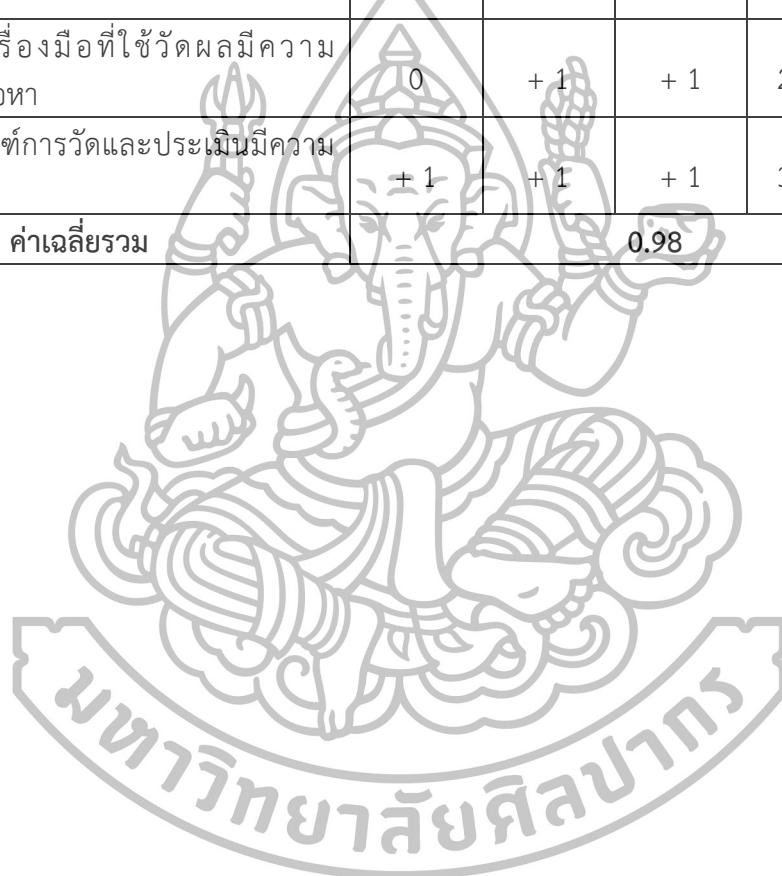 รื่องมือที่ใช้วัดผลมีความ
อหา
0 + 1 + 1 2
ฑ์การวัดและประเมินมีความ
+ 1 + 1 + 1 3
ค่าเฉลี่ยรวม 0.98
มหาวิทยาลัยศิลปากร